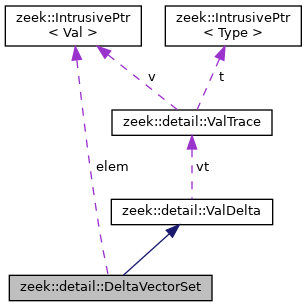 zeek::IntrusivePtr
< Val >
zeek::IntrusivePtr
< Type >
v
t
zeek::detail::ValTrace
elem
vt
zeek::detail::ValDelta
zeek::detail::DeltaVectorSet